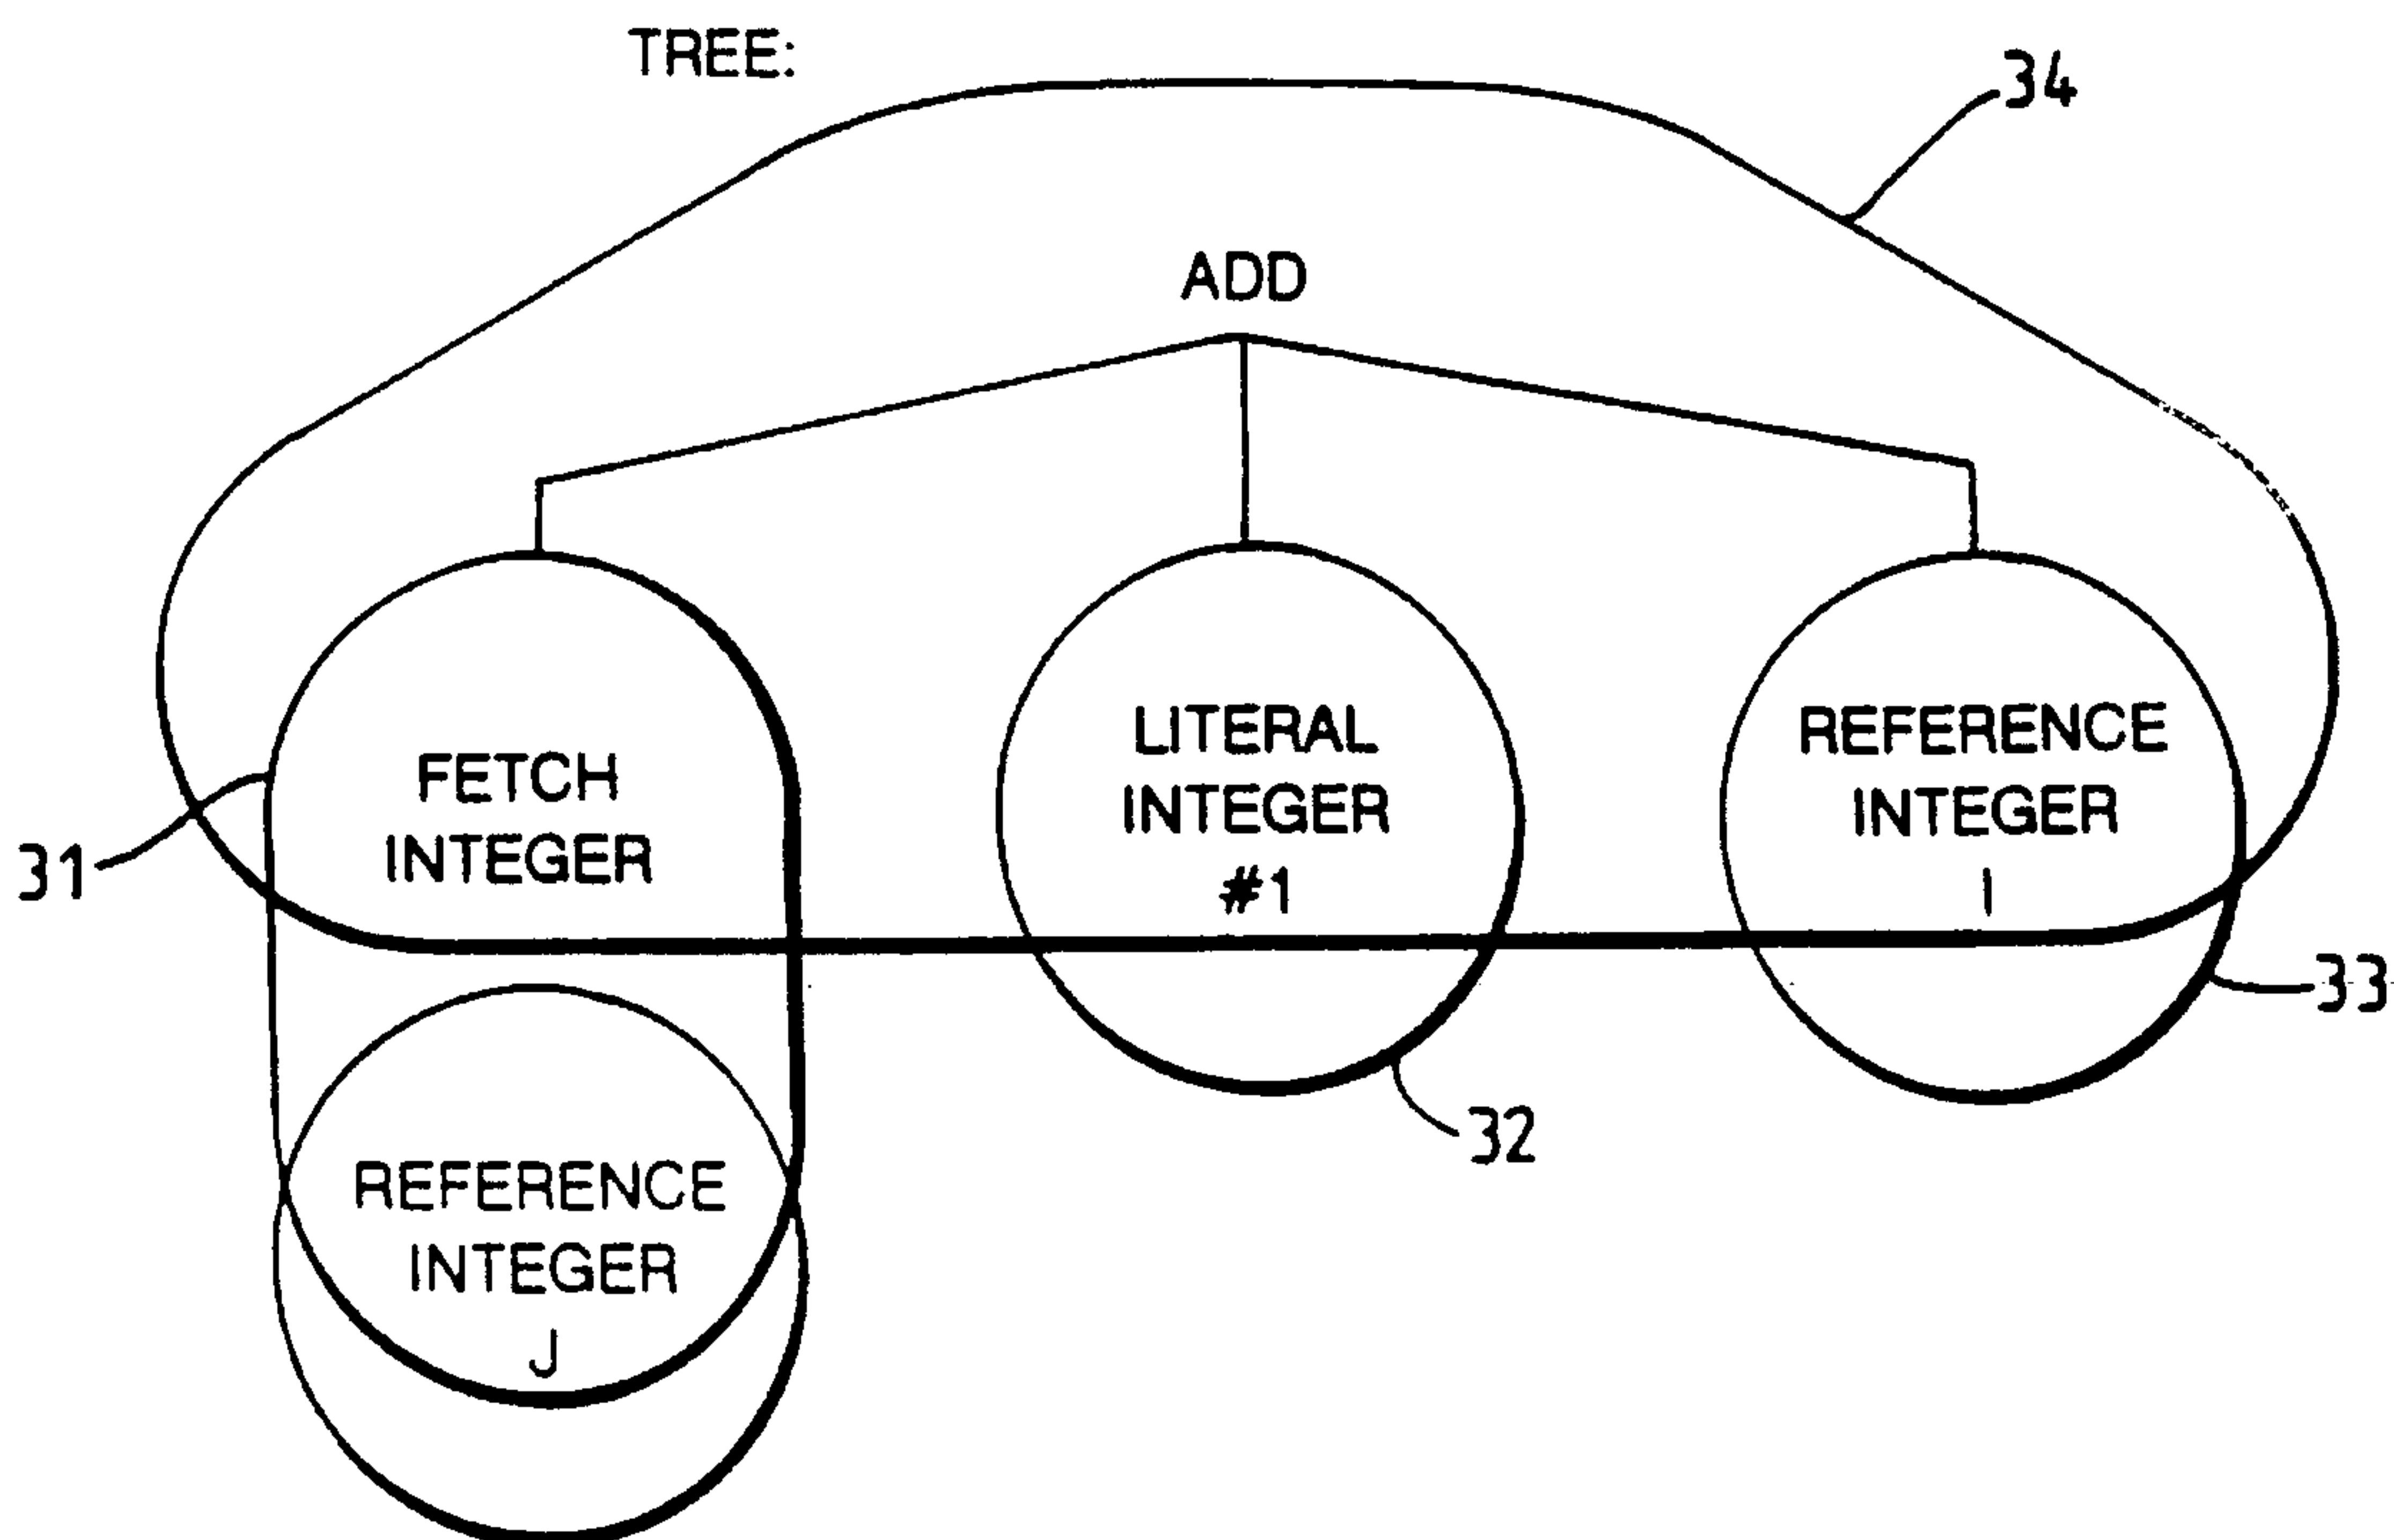 TREE:
34
ADD
FETCH
INTEGER
31
LITERAL
INTEGER
#1
32
REFERENCE
INTEGER
I
33
REFERENCE
INTEGER
J